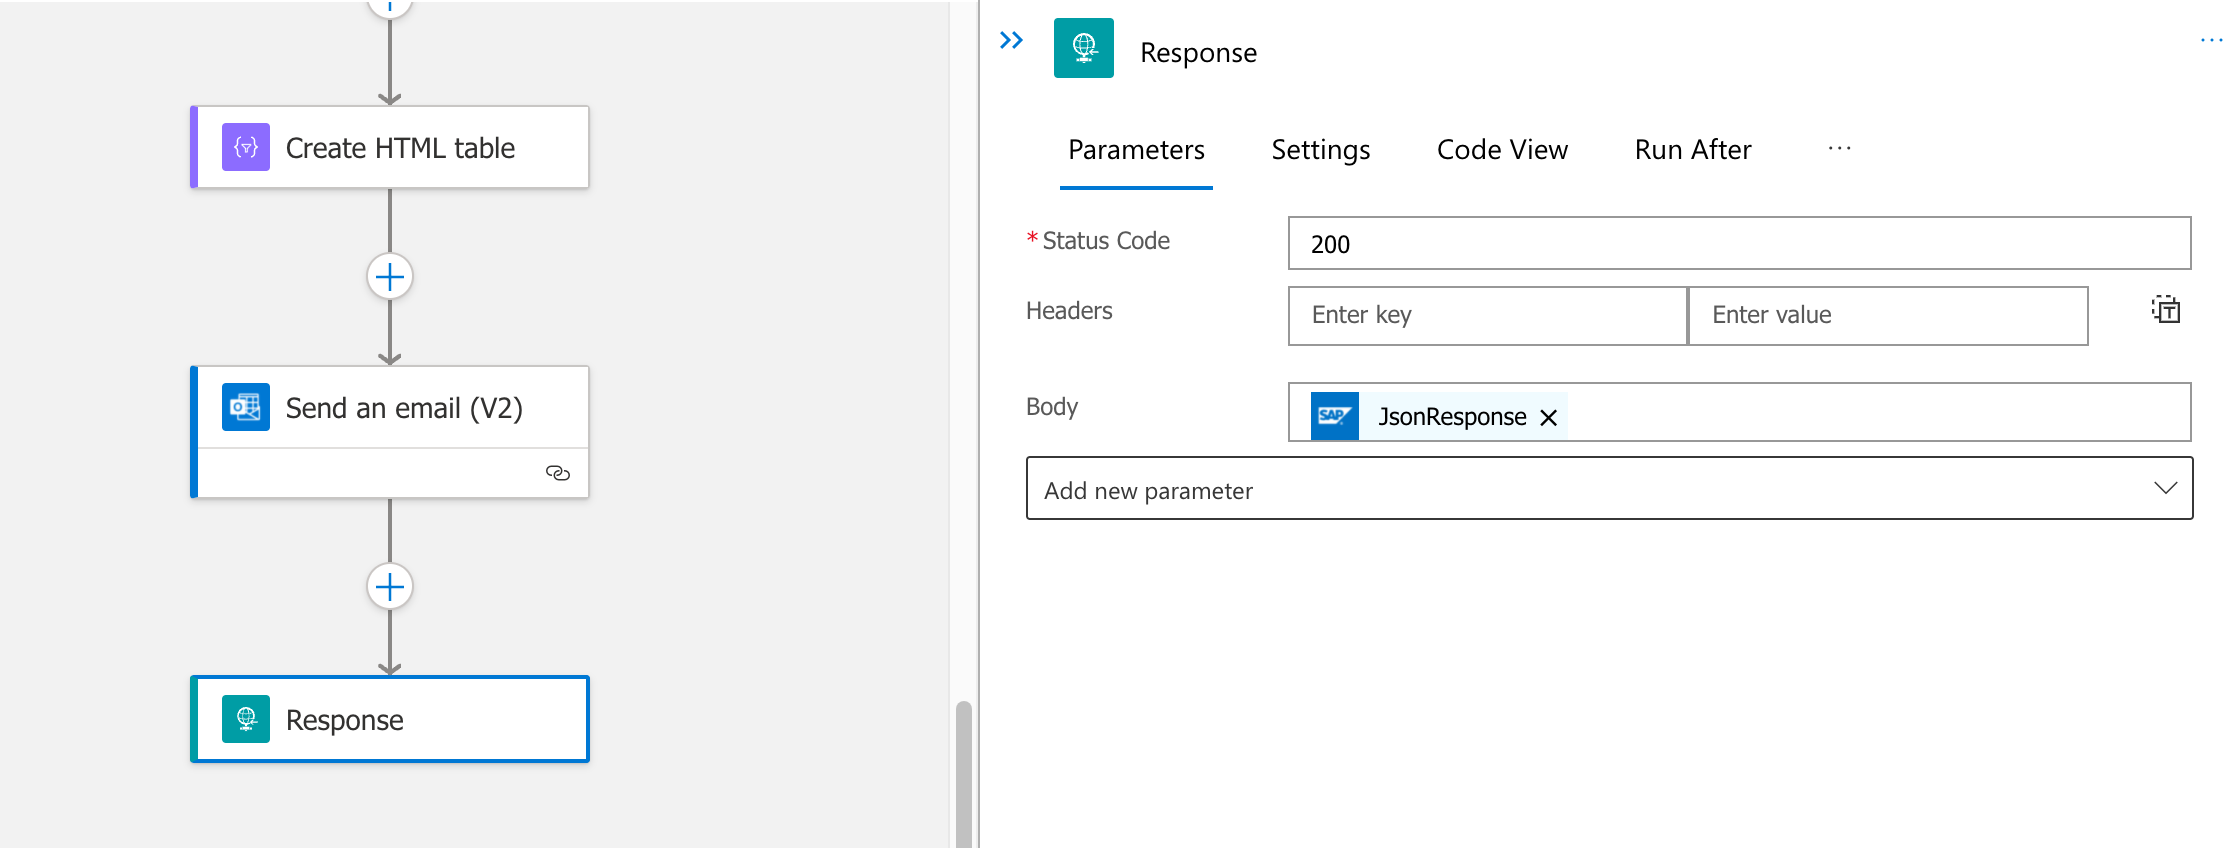 Create HTML table
Send an email (V2)
Response
Response
Parameters Settings Code View Run After ...
* Status Code 200
Headers Enter key Enter value
Body SAP JsonResponse
Add new parameter